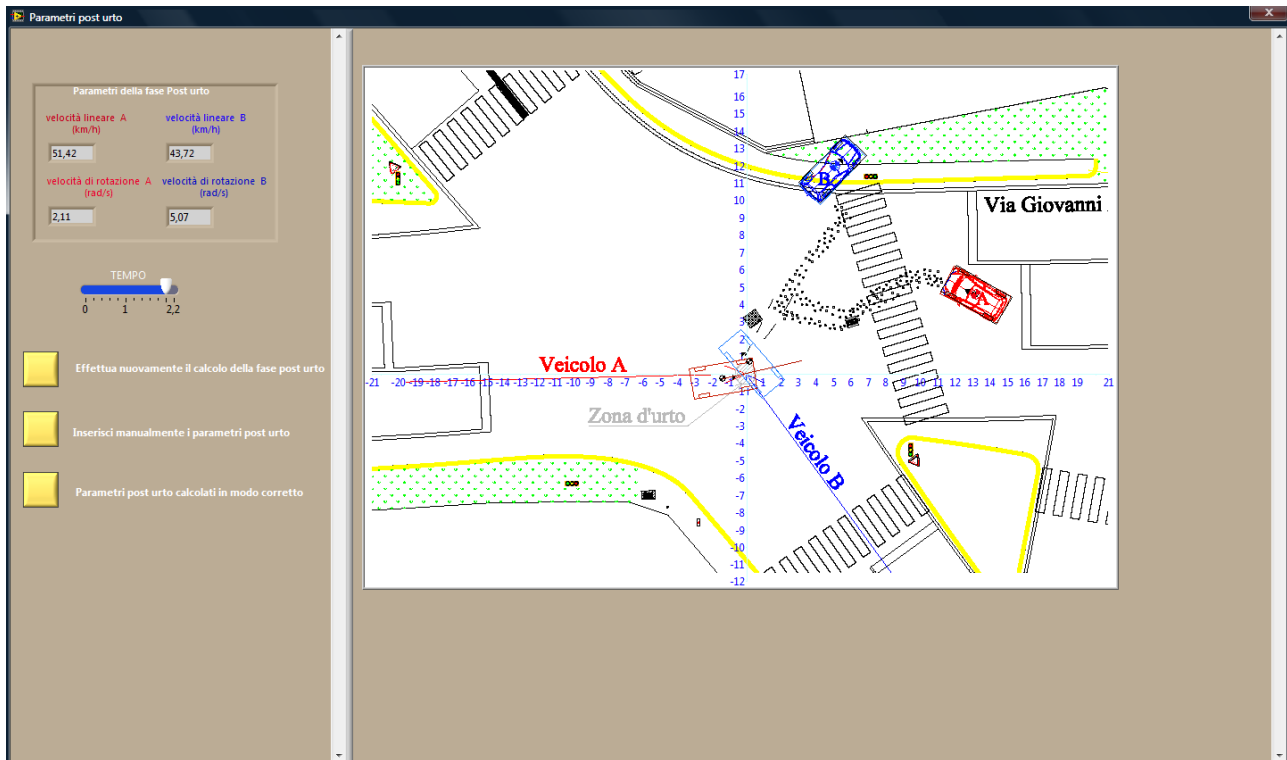 Parametri post urto
Parametri della fase Post urto
velocità lineare A
(km/h)
velocità lineare B
(km/h)
51,42
43,72
velocità di rotazione A
(rad/s)
velocità di rotazione B
(rad/s)
2,11
5,07
TEMPO
0 1 2,2
Effettua nuovamente il calcolo della fase post urto
Inserisci manualmente i parametri post urto
Parametri post urto calcolati in modo corretto
17
16
15
14
13
12
11
10
9
8
7
6
5
4
3
2
B
A
Via Giovanni
Veicolo A
-21 -20 -19 -18 -17 -16 -15 -14 -13 -12 -11 -10 -9 -8 -7 -6 -5 -4 -3 -2 -1 1 2 3 4 5 6 7 8 9 10 11 12 13 14 15 16 17 18 19 21
Zona d'urto
Veicolo B
-1
-2
-3
-4
-5
-6
-7
-8
-9
-10
-11
-12